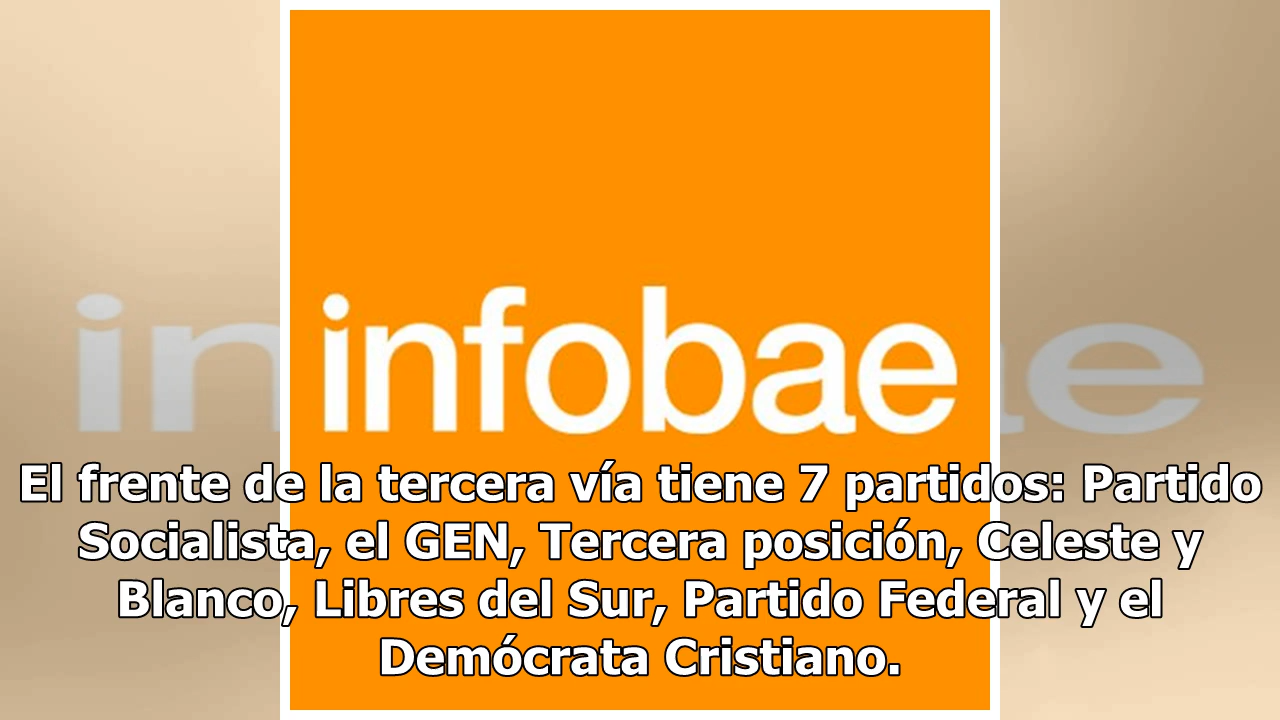 infobae
El frente de la tercera vía tiene 7 partidos: Partido
Socialista, el GEN, Tercera posición, Celeste y
Blanco, Libres del Sur, Partido Federal y el
Demócrata Cristiano.